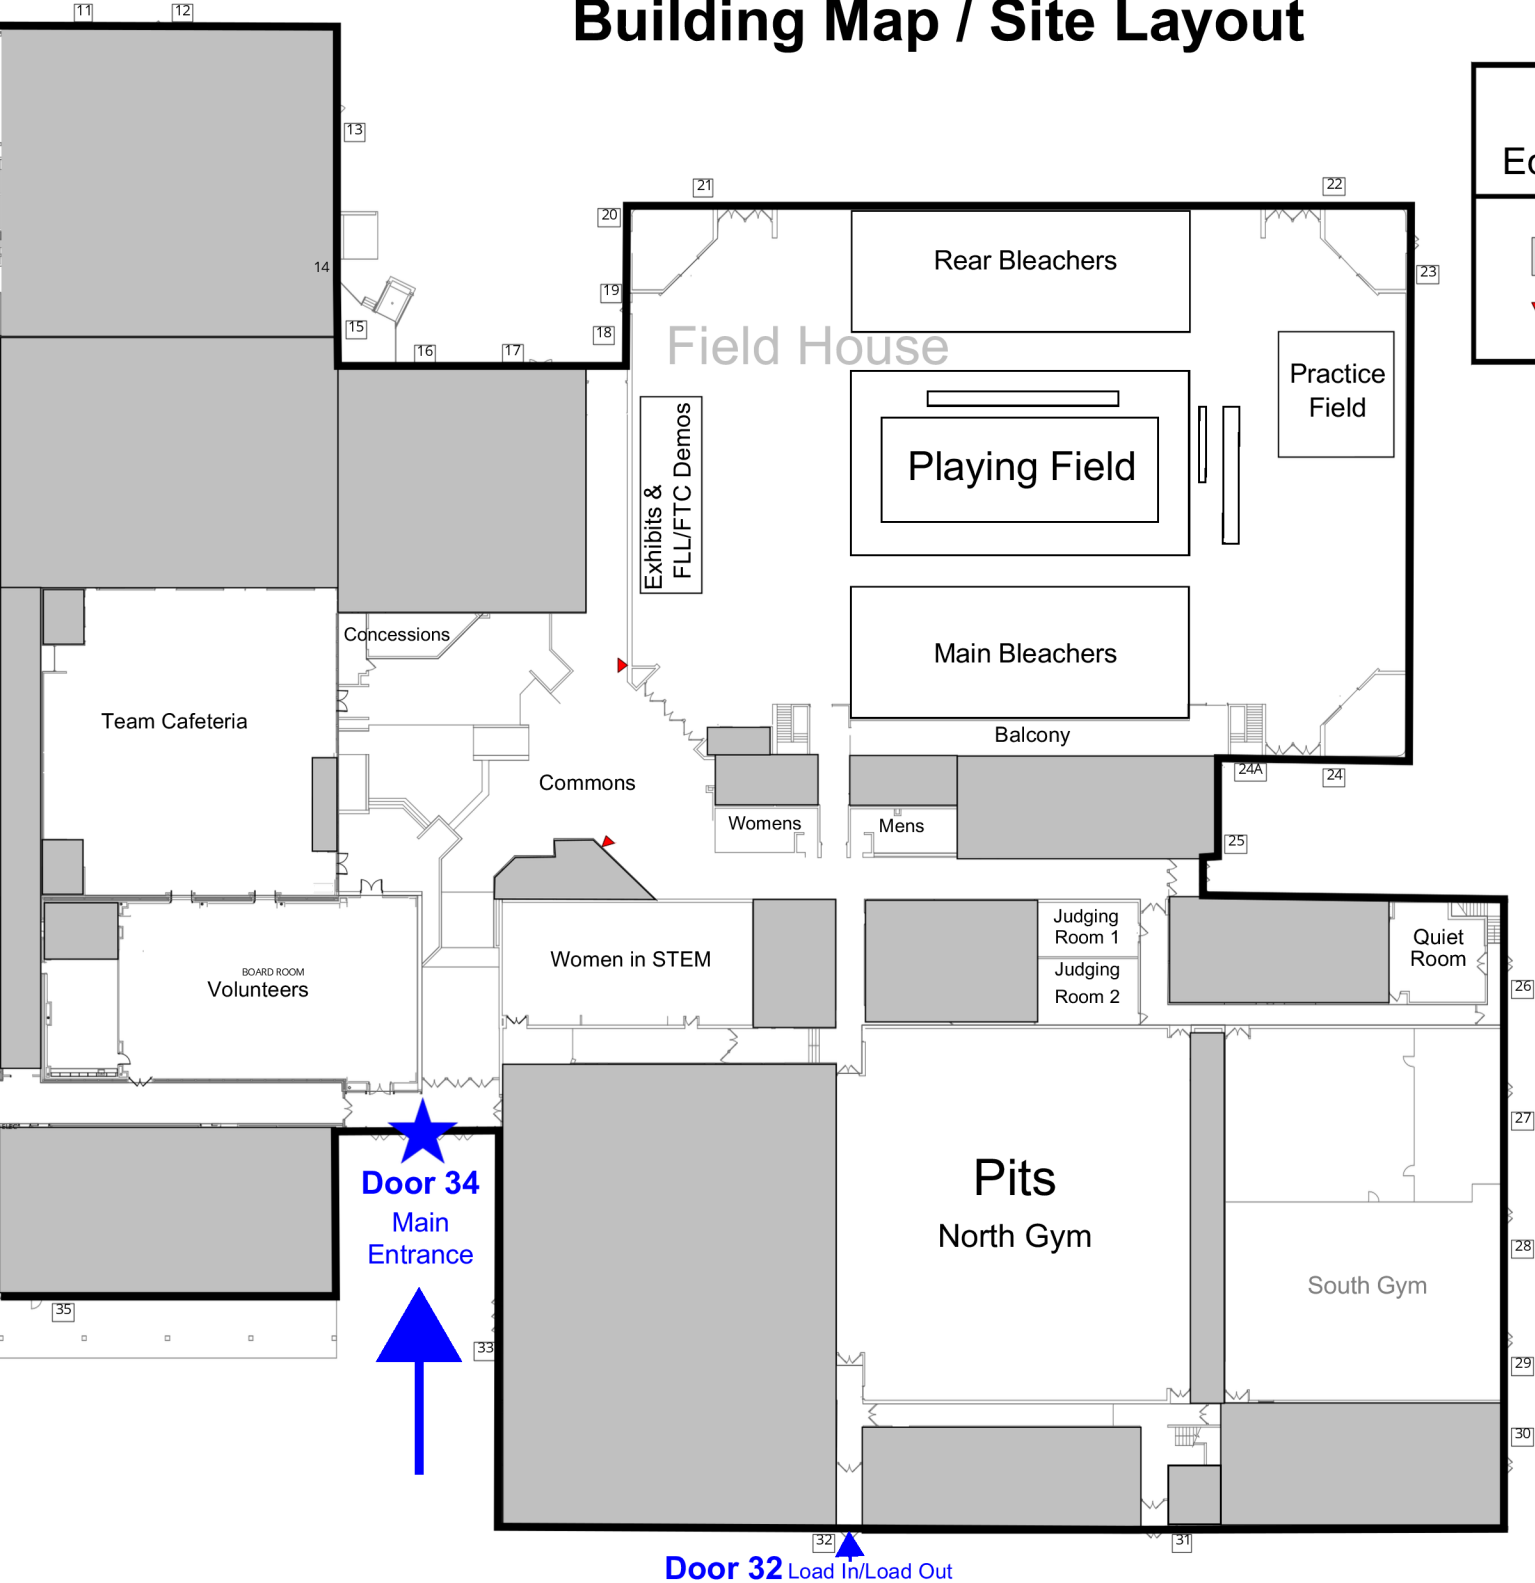 Building Map / Site Layout
11
12
13
14
15
16
17
18
19
20
21
22
23
Rear Bleachers
Field House
Practice
Field
Exhibits &
FLL/FTC Demos
Playing Field
Concessions
Main Bleachers
Team Cafeteria
Balcony
Commons
24A
24
Womens
Mens
25
Judging
Room 1
Quiet
Room
Women in STEM
BOARD ROOM
Volunteers
Judging
Room 2
26
27
Door 34
Main
Entrance
Pits
North Gym
28
South Gym
35
33
29
30
32
31
Door 32 Load In/Load Out